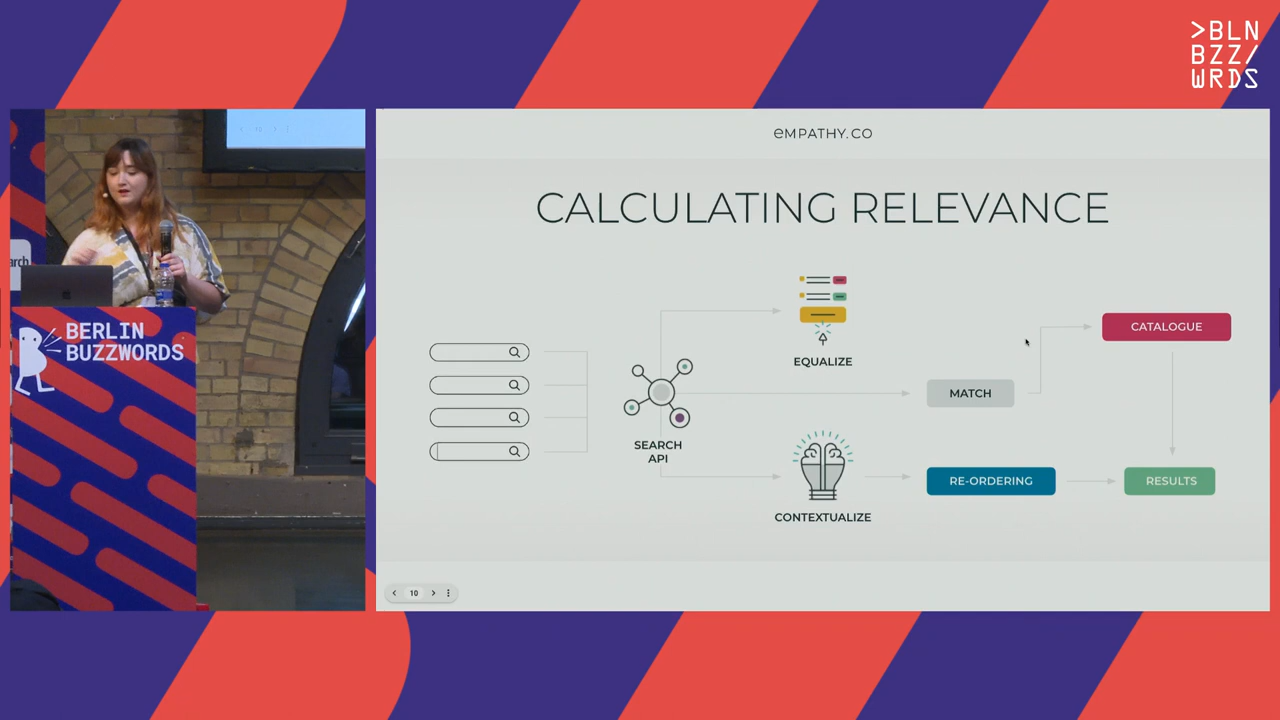 >BLN
BZZ/
WRDS
arch
BERLIN
BUZZWORDS
EMPATHY.CO
CALCULATING RELEVANCE
EQUALIZE
SEARCH
API
CONTEXTUALIZE
MATCH
RE-ORDERING
CATALOGUE
RESULTS
10